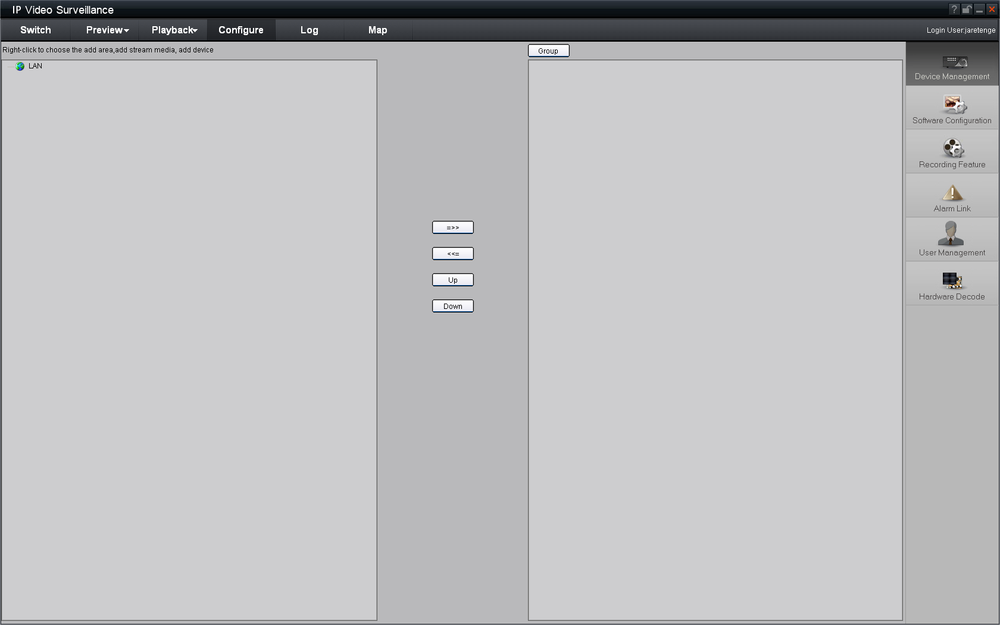 IP Video Surveillance
?
Switch Preview Playback Configure Log Map Login User:jaretenge
Right-click to choose the add area,add stream media, add device
Group
LAN
=>>
<<=
Up
Down
Device Management
Software Configuration
Recording Feature
Alarm Link
User Management
Hardware Decode